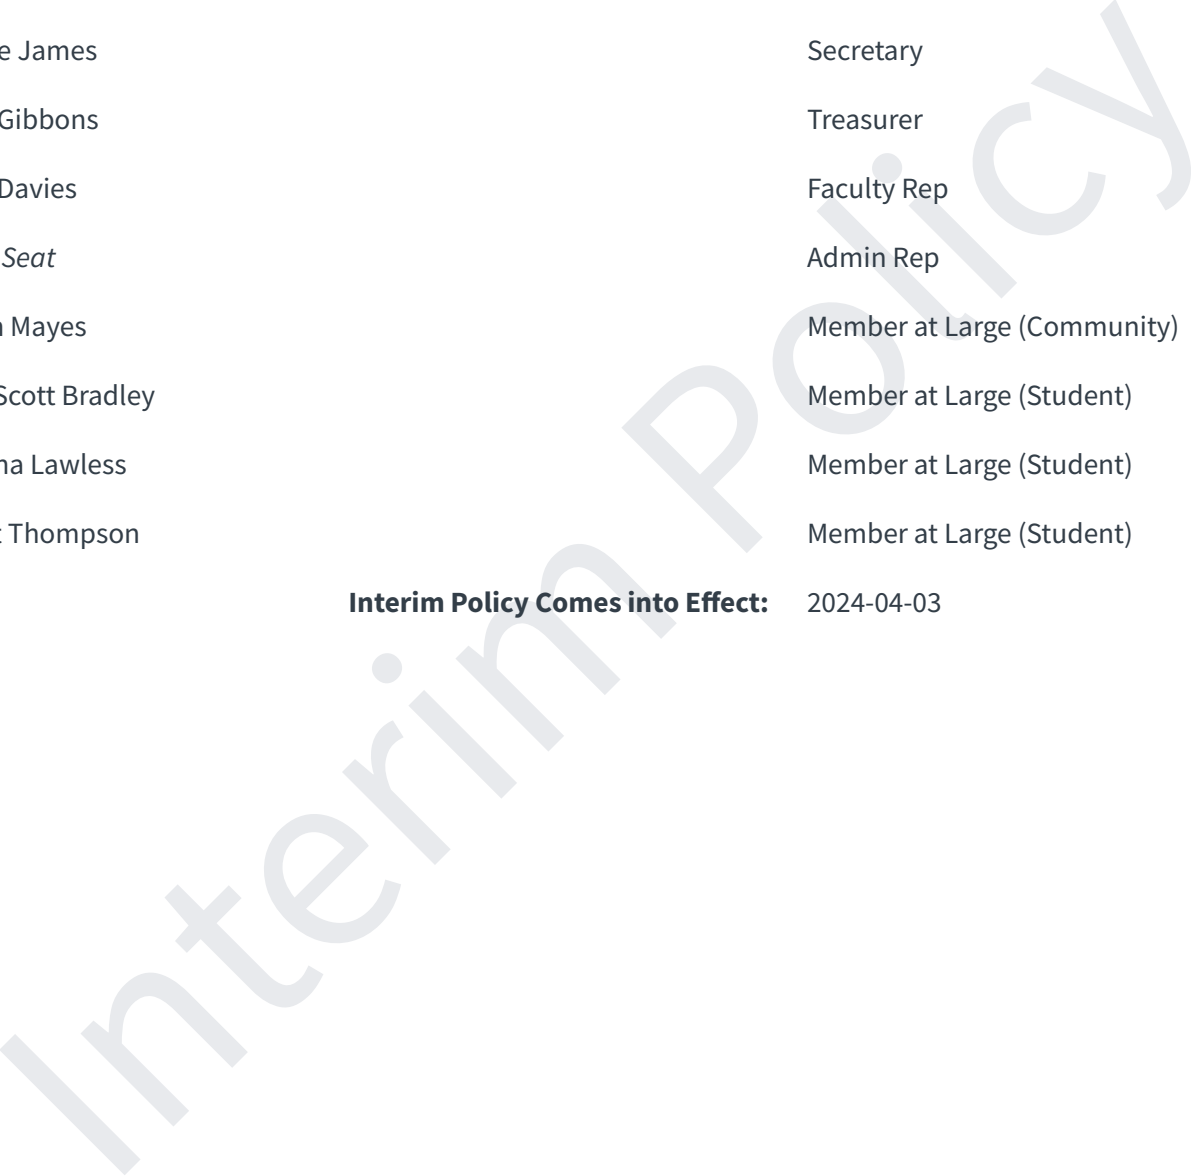 e James Secretary
Gibbons Treasurer
Davies Faculty Rep
Seat Admin Rep
Mayes Member at Large (Community)
Scott Bradley Member at Large (Student)
na Lawless Member at Large (Student)
Thompson Member at Large (Student)
Interim Policy Comes into Effect: 2024-04-03
Interim Policy